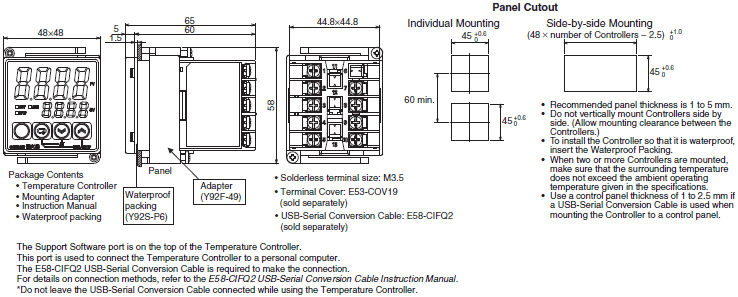 Panel Cutout
Individual Mounting
Side-by-side Mounting
(48 × number of Controllers – 2.5) +1.0 0
48×48
65
5
60
1.5
44.8×44.8
58
45 +0.6 0
60 min.
45 +0.6 0
45 +0.6 0
Panel
Package Contents
• Temperature Controller
• Mounting Adapter
• Instruction Manual
• Waterproof packing
Waterproof
packing
(Y92S-P6)
Adapter
(Y92F-49)
• Solderless terminal size: M3.5
• Terminal Cover: E53-COV19
(sold separately)
• USB-Serial Conversion Cable: E58-CIFQ2
(sold separately)
• Recommended panel thickness is 1 to 5 mm.
• Do not vertically mount Controllers side by
side. (Allow mounting clearance between the
Controllers.)
• To install the Controller so that it is waterproof,
insert the Waterproof Packing.
• When two or more Controllers are mounted,
make sure that the surrounding temperature
does not exceed the ambient operating
temperature given in the specifications.
• Use a control panel thickness of 1 to 2.5 mm if
a USB-Serial Conversion Cable is used when
mounting the Controller to a control panel.
The Support Software port is on the top of the Temperature Controller.
This port is used to connect the Temperature Controller to a personal computer.
The E58-CIFQ2 USB-Serial Conversion Cable is required to make the connection.
For details on connection methods, refer to the E58-CIFQ2 USB-Serial Conversion Cable Instruction Manual.
*Do not leave the USB-Serial Conversion Cable connected while using the Temperature Controller.